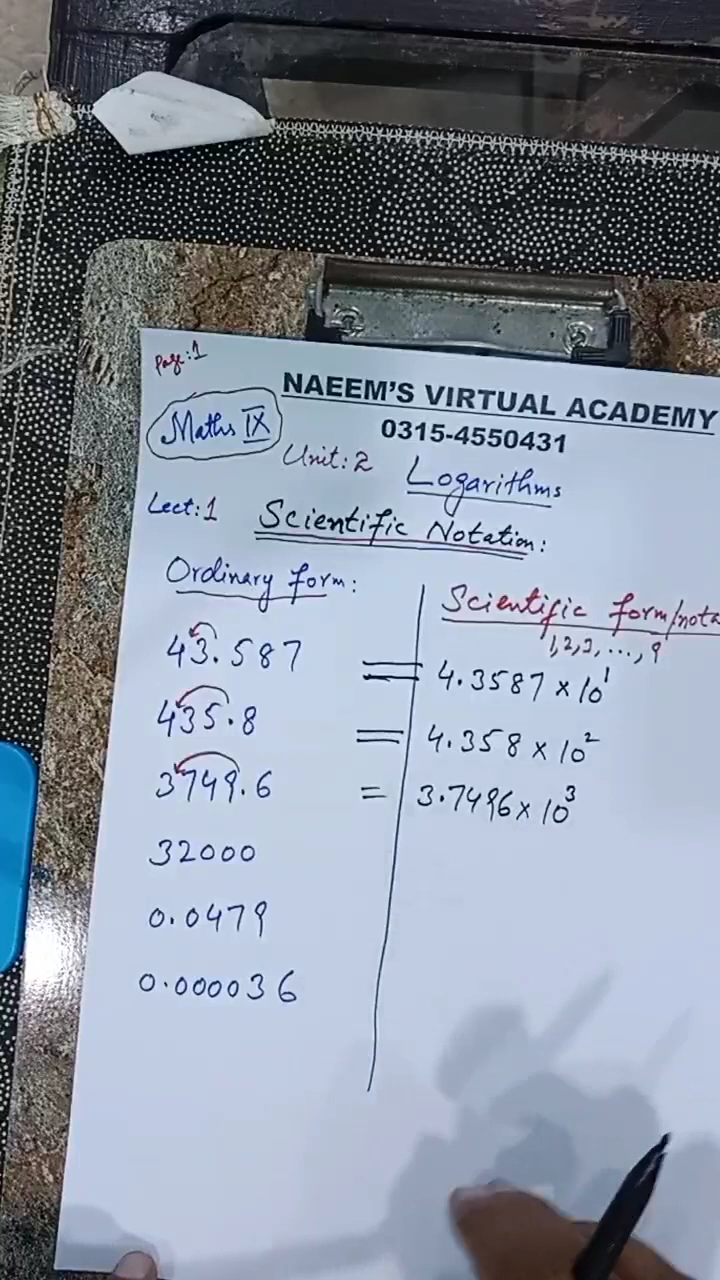 Page:1
NAEEM'S VIRTUAL ACADEMY
Maths IX
0315-4550431
Unit:2 Logarithms
Lect:1 Scientific Notation:
Ordinary form:
Scientific form/nota
1,2,3,...,9
43.587 = 4.3587 × 10¹
435.8 = 4.358 × 10²
3749.6 = 3.7496 × 10³
32000
0.0479
0.000036